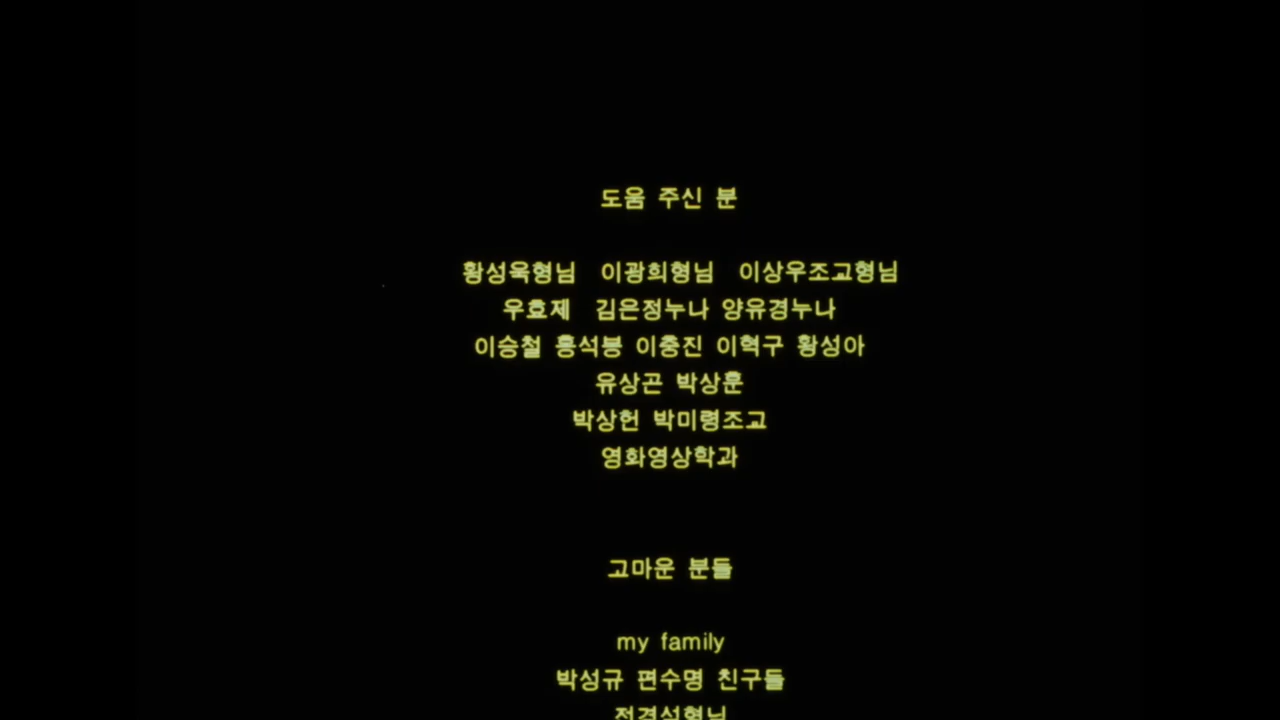 도움 주신 분
황성욱형님 이광희형님 이상우조교형님
우효제 김은정누나 양유경누나
이승철 홍석봉 이충진 이혁구 황성아
유상곤 박상훈
박상헌 박미령조교
영화영상학과
고마운 분들
my family
박성규 편수명 친구들